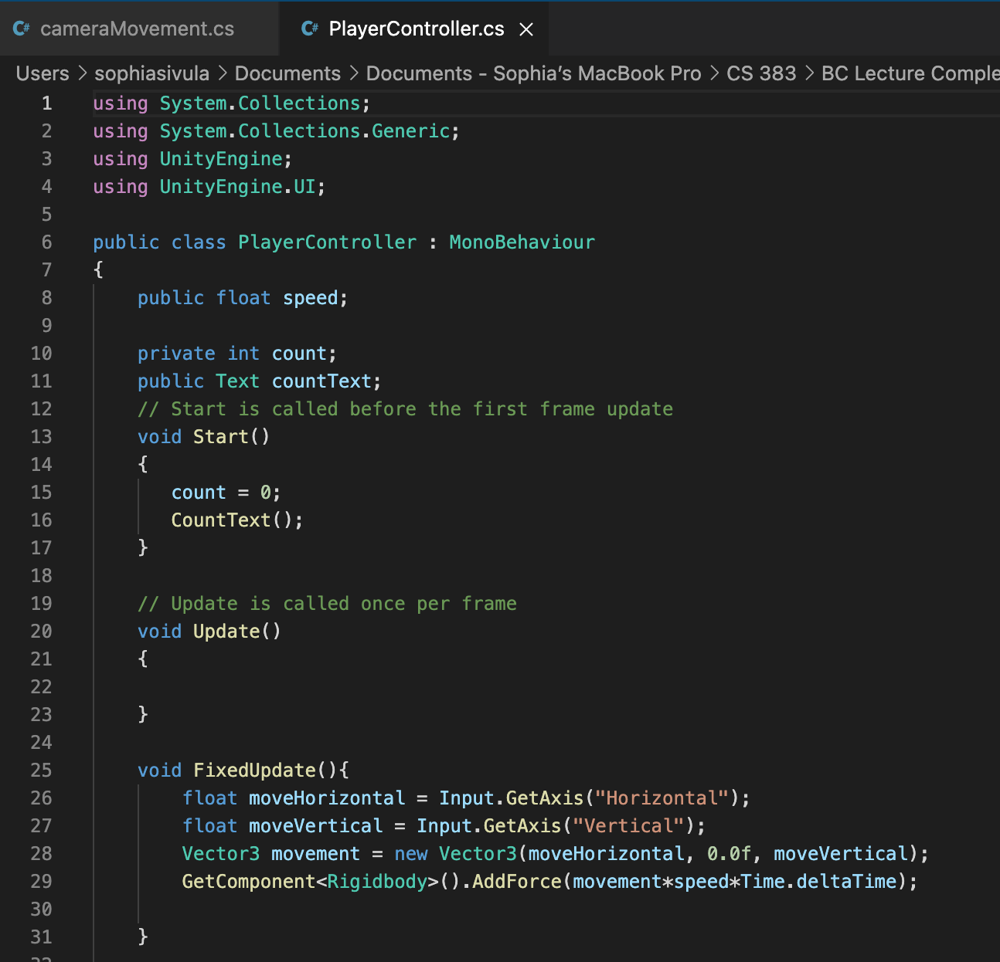 C# cameraMovement.cs C# PlayerController.cs ×
Users > sophiasivula > Documents > Documents - Sophia's MacBook Pro > CS 383 > BC Lecture Comple
1 using System.Collections;
2 using System.Collections.Generic;
3 using UnityEngine;
4 using UnityEngine.UI;
5
6 public class PlayerController : MonoBehaviour
7 {
8     public float speed;
9
10     private int count;
11     public Text countText;
12     // Start is called before the first frame update
13     void Start()
14     {
15        count = 0;
16        CountText();
17     }
18
19     // Update is called once per frame
20     void Update()
21     {
22
23     }
24
25     void FixedUpdate(){
26         float moveHorizontal = Input.GetAxis("Horizontal");
27         float moveVertical = Input.GetAxis("Vertical");
28         Vector3 movement = new Vector3(moveHorizontal, 0.0f, moveVertical);
29         GetComponent<Rigidbody>().AddForce(movement*speed*Time.deltaTime);
30
31     }